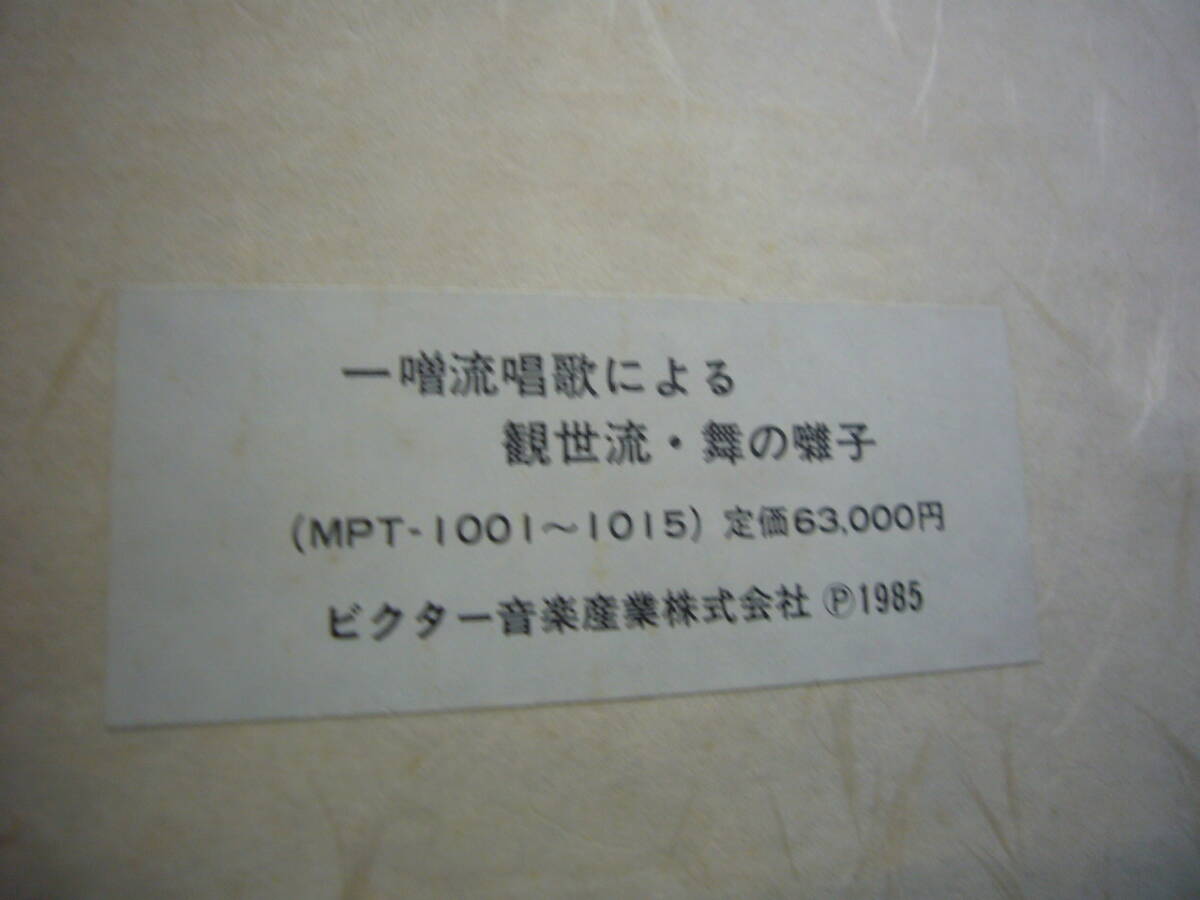 一噌流唱歌による
観世流・舞の囃子
(MPT-1001〜1015) 定価63,000円
ビクター音楽産業株式会社 Ⓟ1985